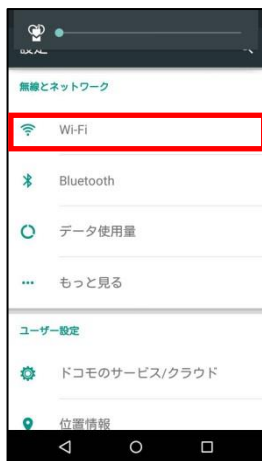 設定
無線とネットワーク
Wi-Fi
Bluetooth
データ使用量
もっと見る
ユーザー設定
ドコモのサービス/クラウド
位置情報